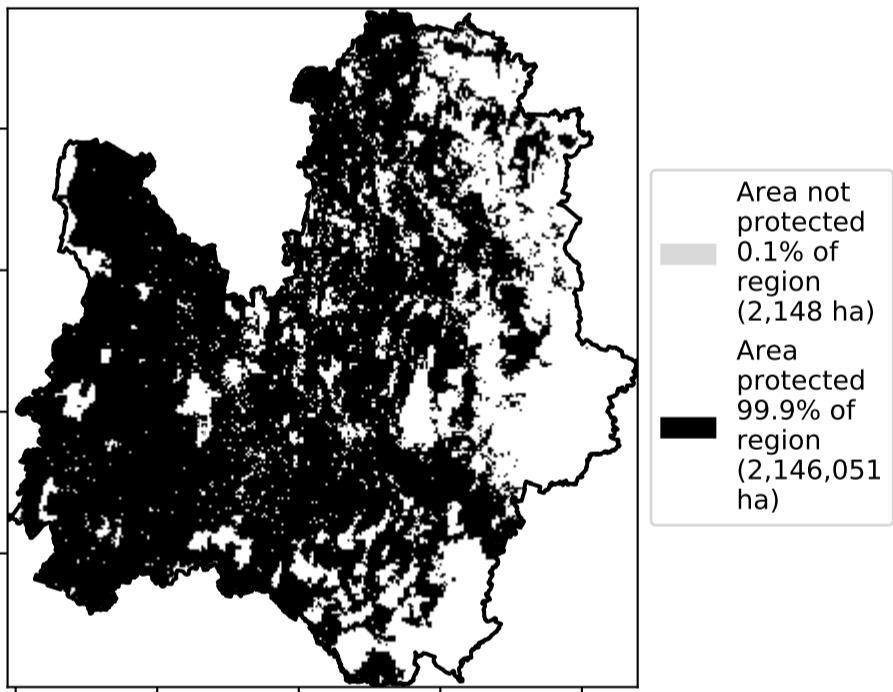 Area not
protected
0.1% of
region
(2,148 ha)
Area
protected
99.9% of
region
(2,146,051
ha)